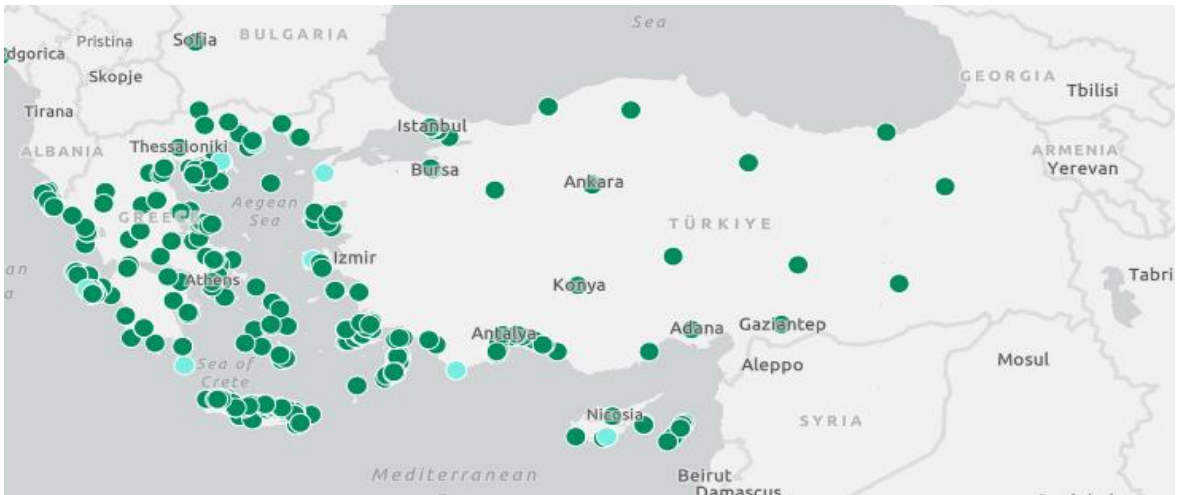 Sea
Sofia
BULGARIA
Pristina
dgorica
Skopje
GEORGIA
Tbilisi
Tirana
Istanbul
Thessaloniki
ALBANIA
ARMENIA
Yerevan
Bursa
Ankara
Aegean
Sea
GREECE
TÜRKIYE
Izmir
an
a
Athens
Konya
Tabri
Antalya
Adana
Gaziantep
Sea of
Crete
Aleppo
Mosul
Nicosia
SYRIA
Mediterranean
Beirut
Damascus